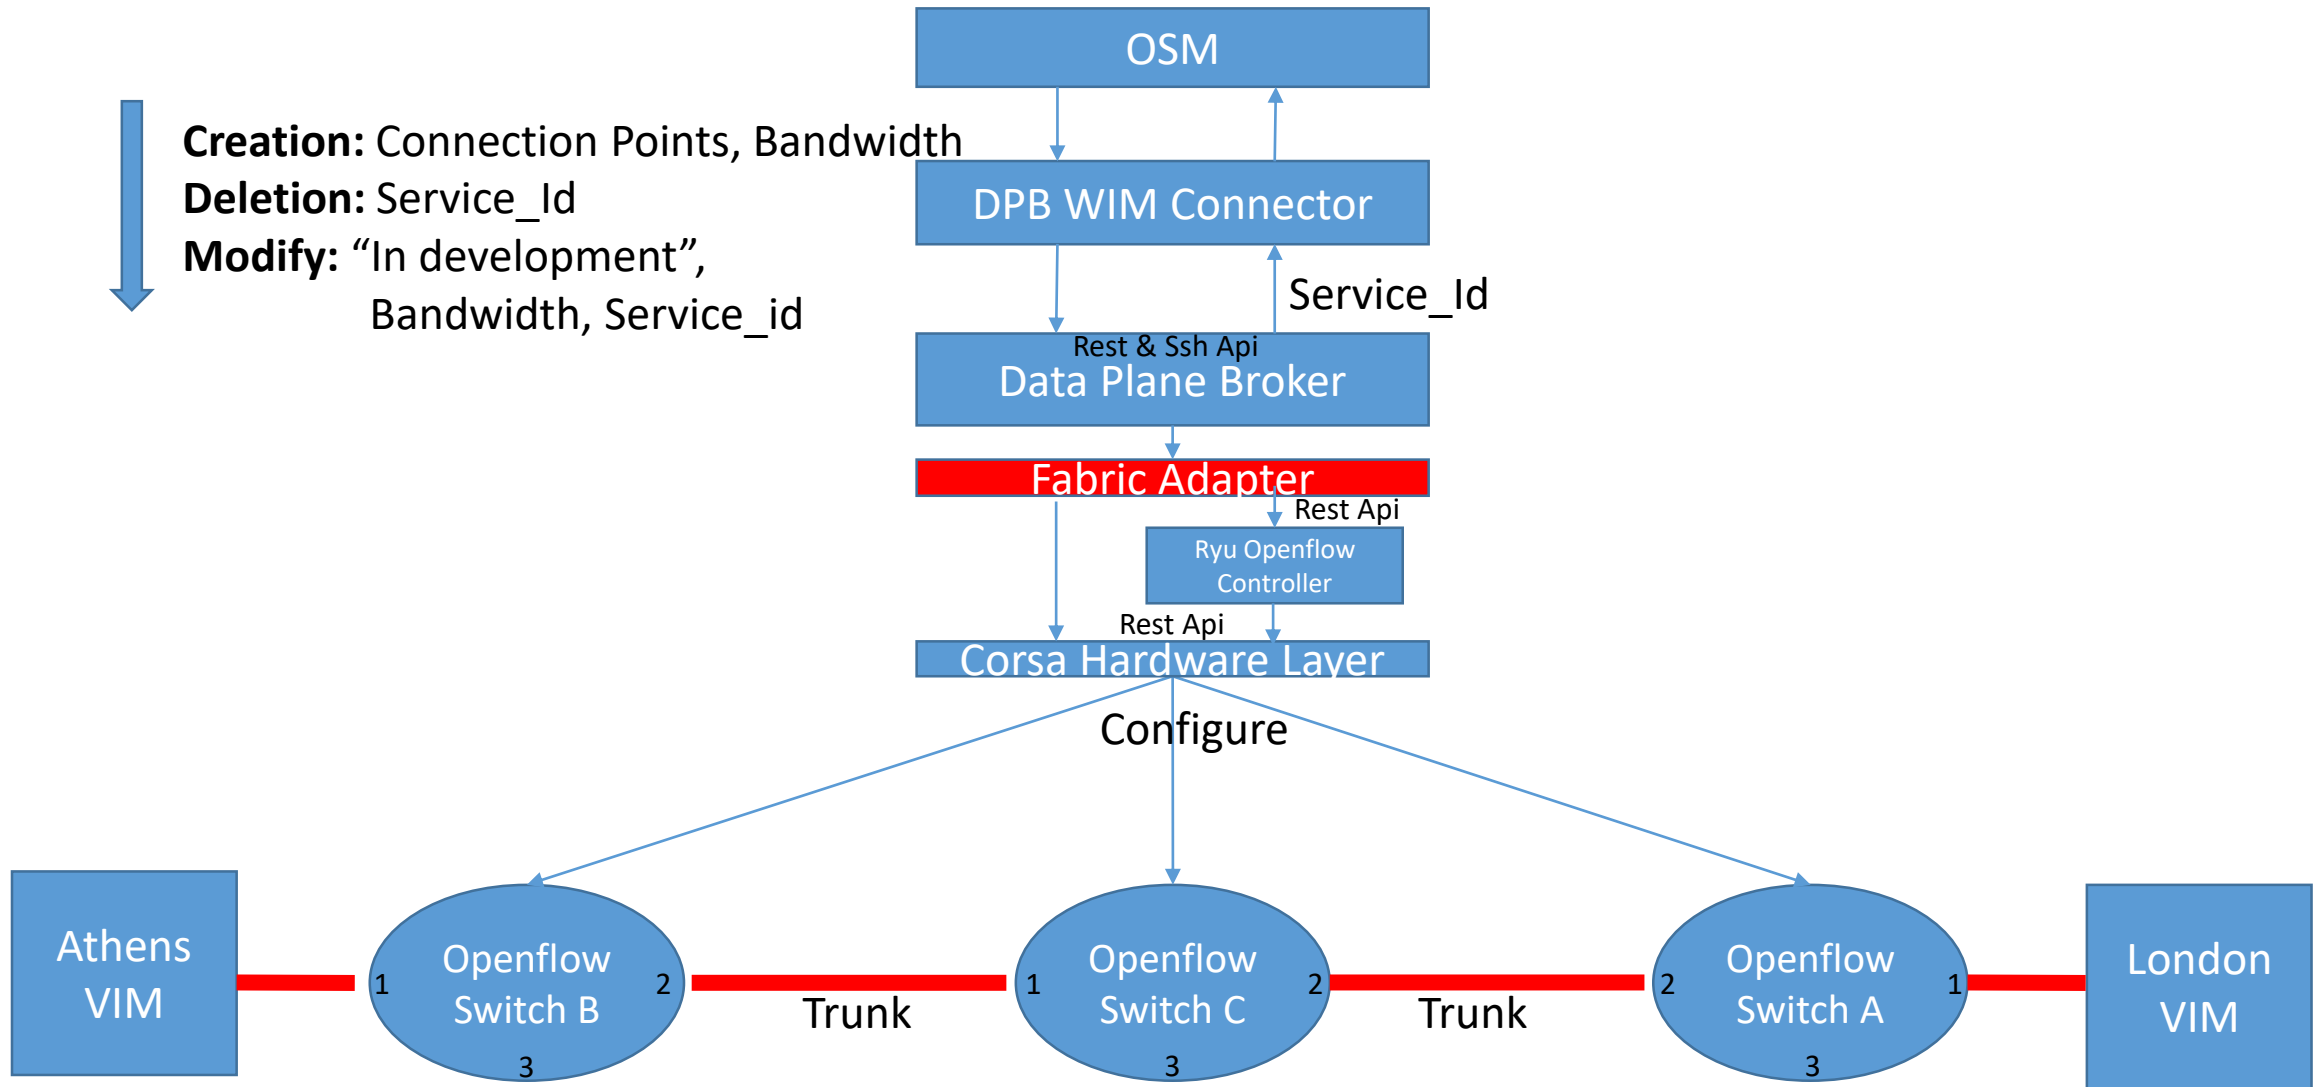 OSM
Creation: Connection Points, Bandwidth
Deletion: Service_Id
Modify: “In development”,
Bandwidth, Service_id
DPB WIM Connector
Service_Id
Rest & Ssh Api
Data Plane Broker
Fabric Adapter
Rest Api
Ryu Openflow
Controller
Rest Api
Corsa Hardware Layer
Configure
Athens
VIM
1
Openflow
Switch B
2
3
Trunk
1
Openflow
Switch C
2
3
Trunk
2
Openflow
Switch A
1
3
London
VIM